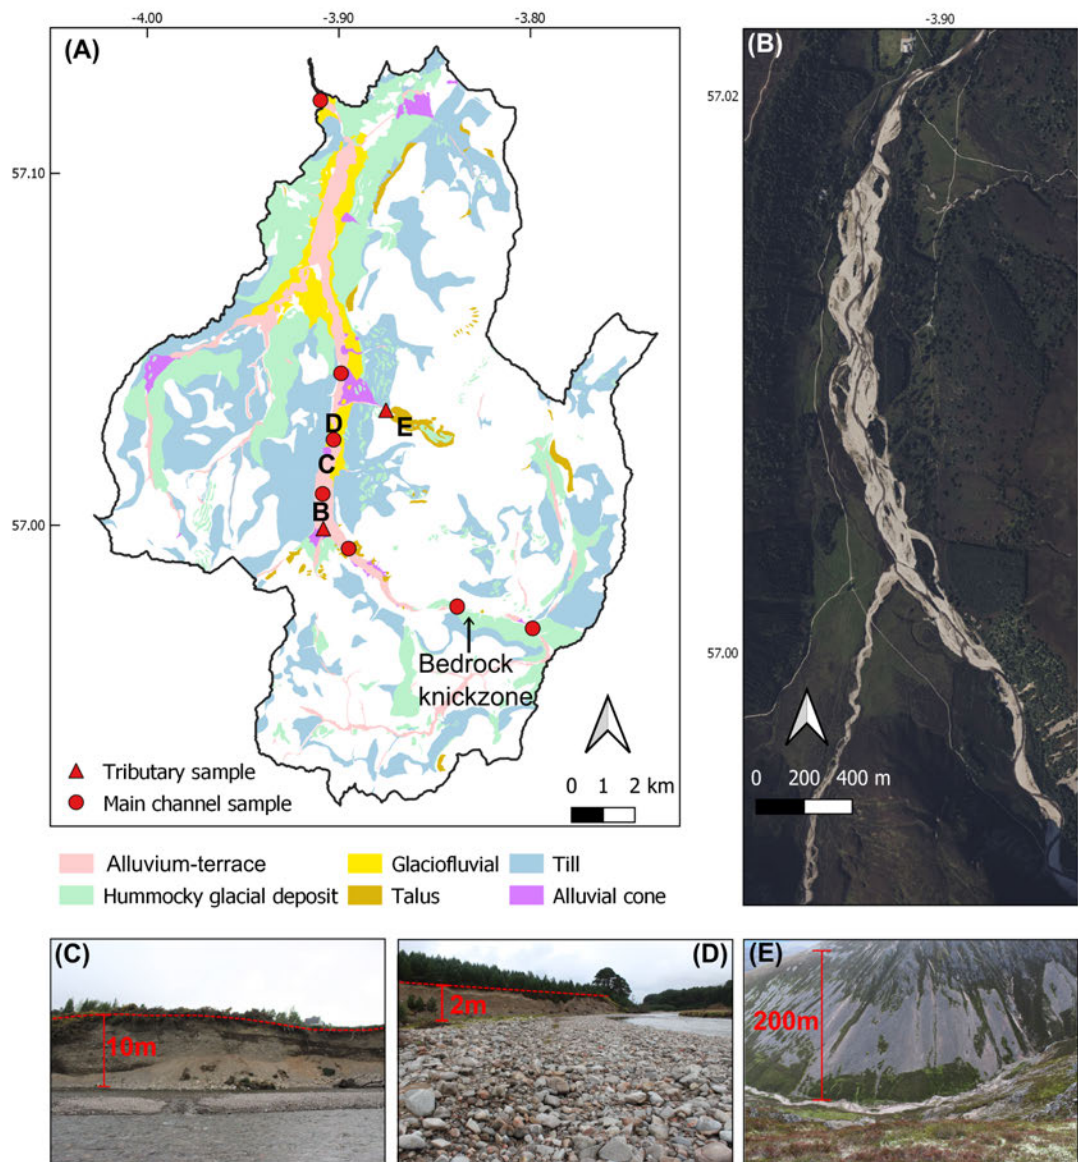 -4.00 -3.90 -3.80
-3.90
(A)
(B)
57.10
57.00
57.02
57.00
D
E
C
B
Bedrock
knickzone
Tributary sample
Main channel sample
0 1 2 km
0 200 400 m
Alluvium-terrace
Glaciofluvial
Till
Hummocky glacial deposit
Talus
Alluvial cone
(C)
10m
(D)
2m
(E)
200m